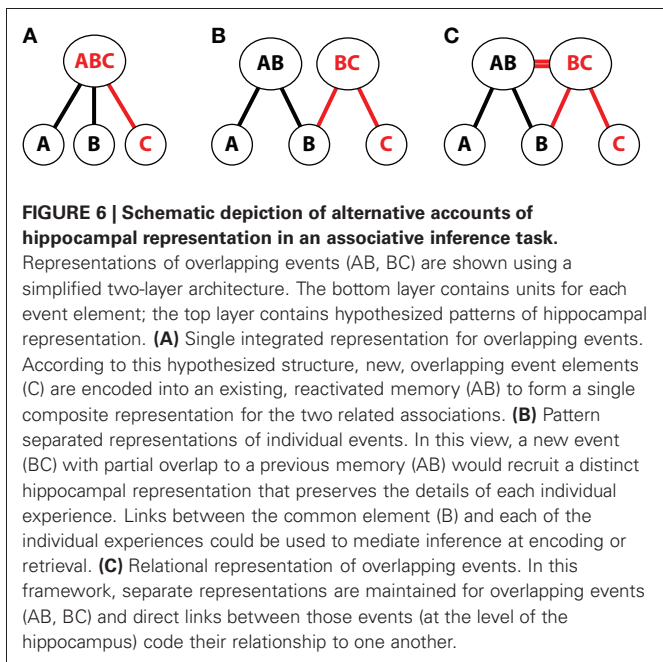 A B C
ABC AB BC AB BC
A B C A B C A B C
FIGURE 6 | Schematic depiction of alternative accounts of
hippocampal representation in an associative inference task.
Representations of overlapping events (AB, BC) are shown using a
simplified two-layer architecture. The bottom layer contains units for each
event element; the top layer contains hypothesized patterns of hippocampal
representation. (A) Single integrated representation for overlapping events.
According to this hypothesized structure, new, overlapping event elements
(C) are encoded into an existing, reactivated memory (AB) to form a single
composite representation for the two related associations. (B) Pattern
separated representations of individual events. In this view, a new event
(BC) with partial overlap to a previous memory (AB) would recruit a distinct
hippocampal representation that preserves the details of each individual
experience. Links between the common element (B) and each of the
individual experiences could be used to mediate inference at encoding or
retrieval. (C) Relational representation of overlapping events. In this
framework, separate representations are maintained for overlapping events
(AB, BC) and direct links between those events (at the level of the
hippocampus) code their relationship to one another.